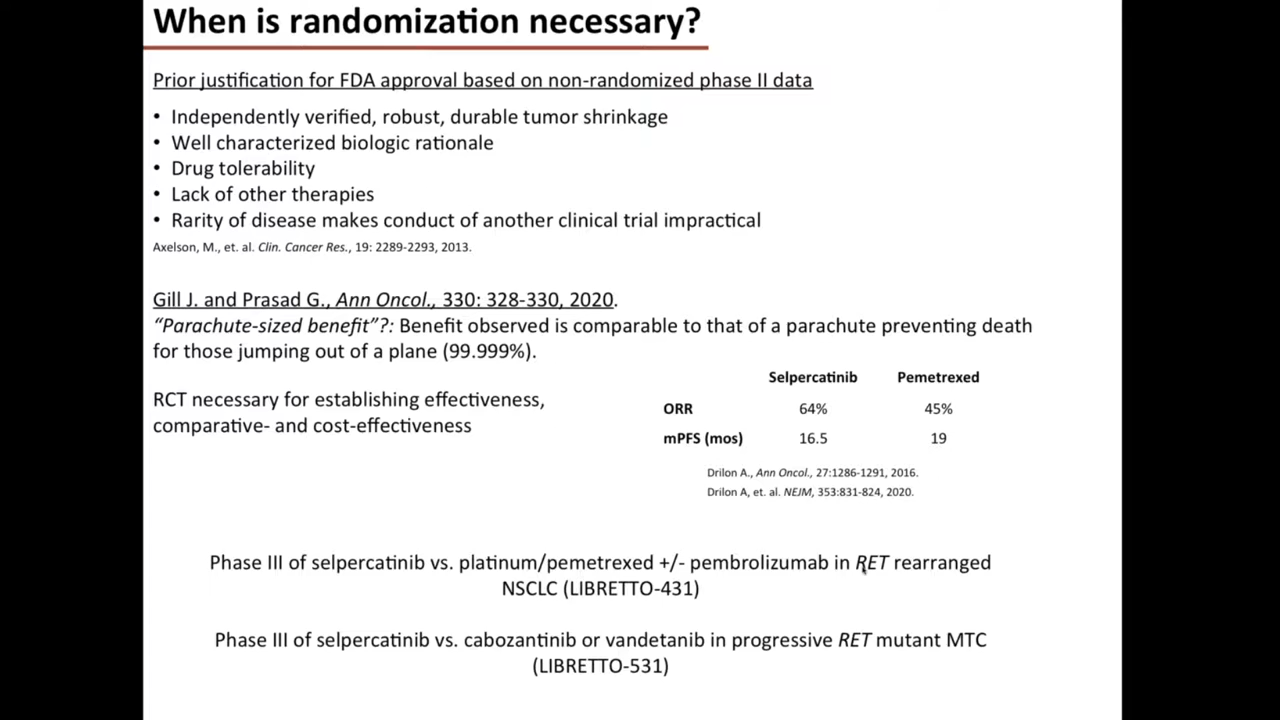 When is randomization necessary?
Prior justification for FDA approval based on non-randomized phase II data
• Independently verified, robust, durable tumor shrinkage
• Well characterized biologic rationale
• Drug tolerability
• Lack of other therapies
• Rarity of disease makes conduct of another clinical trial impractical
Axelson, M., et. al. Clin. Cancer Res., 19: 2289-2293, 2013.
Gill J. and Prasad G., Ann Oncol., 330: 328-330, 2020.
“Parachute-sized benefit”?: Benefit observed is comparable to that of a parachute preventing death
for those jumping out of a plane (99.999%).
RCT necessary for establishing effectiveness,
comparative- and cost-effectiveness
Selpercatinib Pemetrexed
ORR 64% 45%
mPFS (mos) 16.5 19
Drilon A., Ann Oncol., 27:1286-1291, 2016.
Drilon A, et. al. NEJM, 353:831-824, 2020.
Phase III of selpercatinib vs. platinum/pemetrexed +/- pembrolizumab in RET rearranged
NSCLC (LIBRETTO-431)
Phase III of selpercatinib vs. cabozantinib or vandetanib in progressive RET mutant MTC
(LIBRETTO-531)